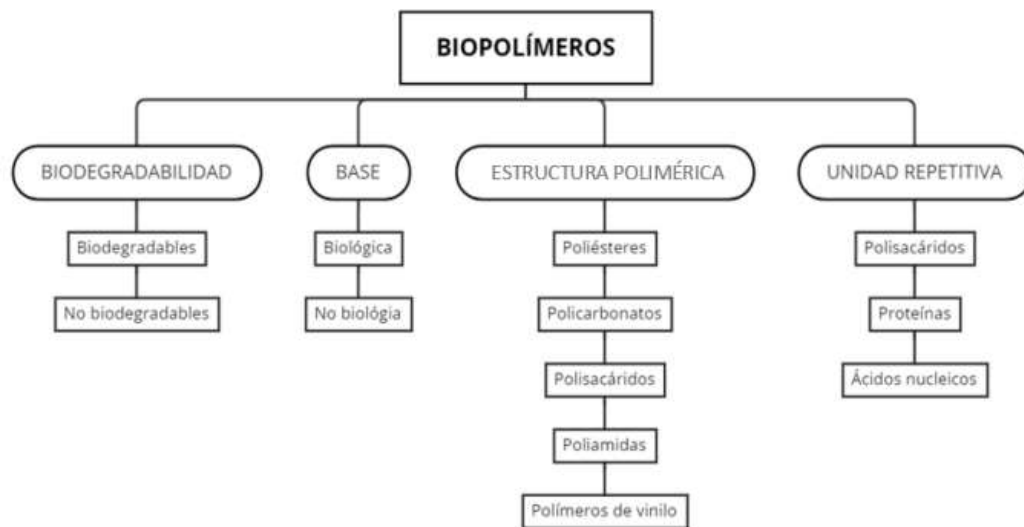 BIOPOLÍMEROS
BIODEGRADABILIDAD
Biodegradables
No biodegradables
BASE
Biológica
No biológia
ESTRUCTURA POLIMÉRICA
Poliésteres
Policarbonatos
Polisacáridos
Poliamidas
Polímeros de vinilo
UNIDAD REPETITIVA
Polisacáridos
Proteínas
Ácidos nucleicos